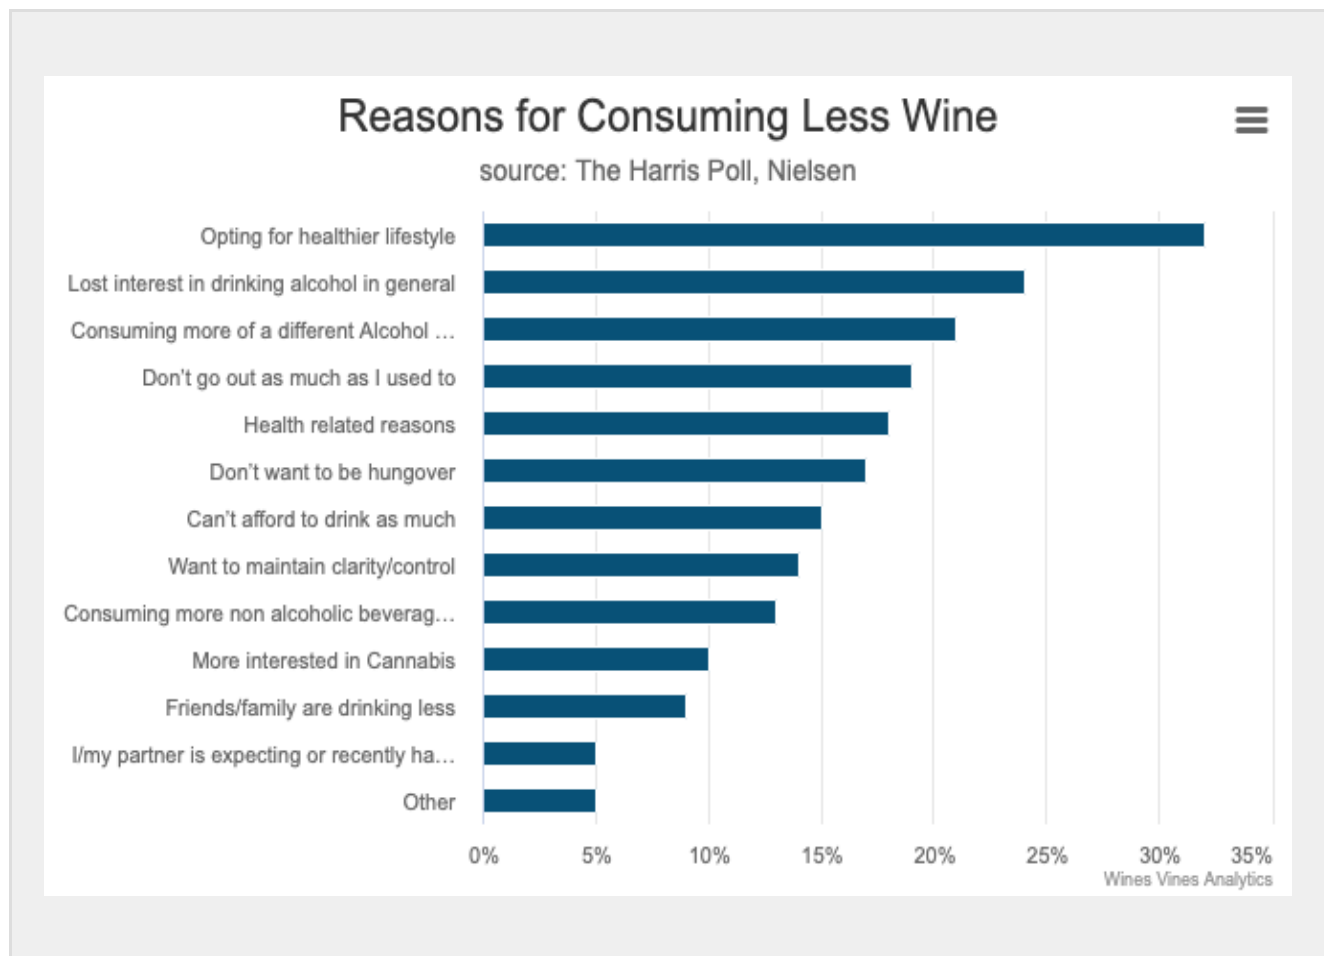 Reasons for Consuming Less Wine
source: The Harris Poll, Nielsen
Opting for healthier lifestyle
Lost interest in drinking alcohol in general
Consuming more of a different Alcohol …
Don’t go out as much as I used to
Health related reasons
Don’t want to be hungover
Can’t afford to drink as much
Want to maintain clarity/control
Consuming more non alcoholic beverag…
More interested in Cannabis
Friends/family are drinking less
I/my partner is expecting or recently ha…
Other
0% 5% 10% 15% 20% 25% 30% 35%
Wines Vines Analytics